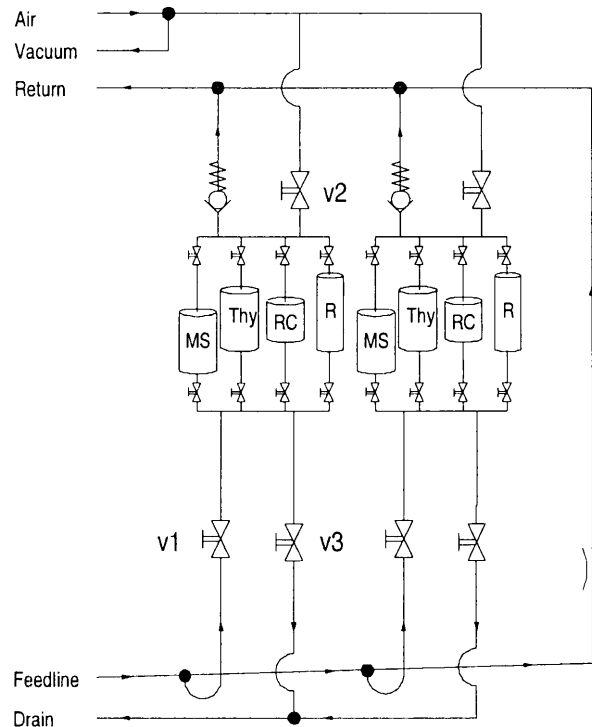 Air
Vacuum
Return
v2
MS
Thy
RC
R
MS
Thy
RC
R
v1
v3
Feedline
Drain